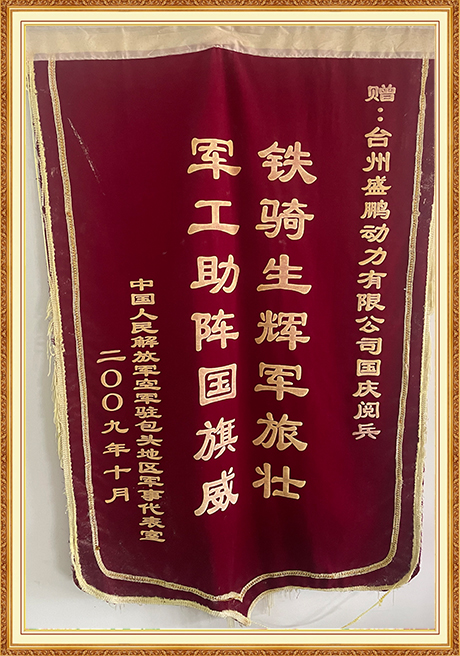 赠：台州盛鹏动力有限公司国庆阅兵
铁骑生辉军旅壮
军工助阵国旗威
中国人民解放军空军驻包头地区军事代表室
二〇〇九年十月